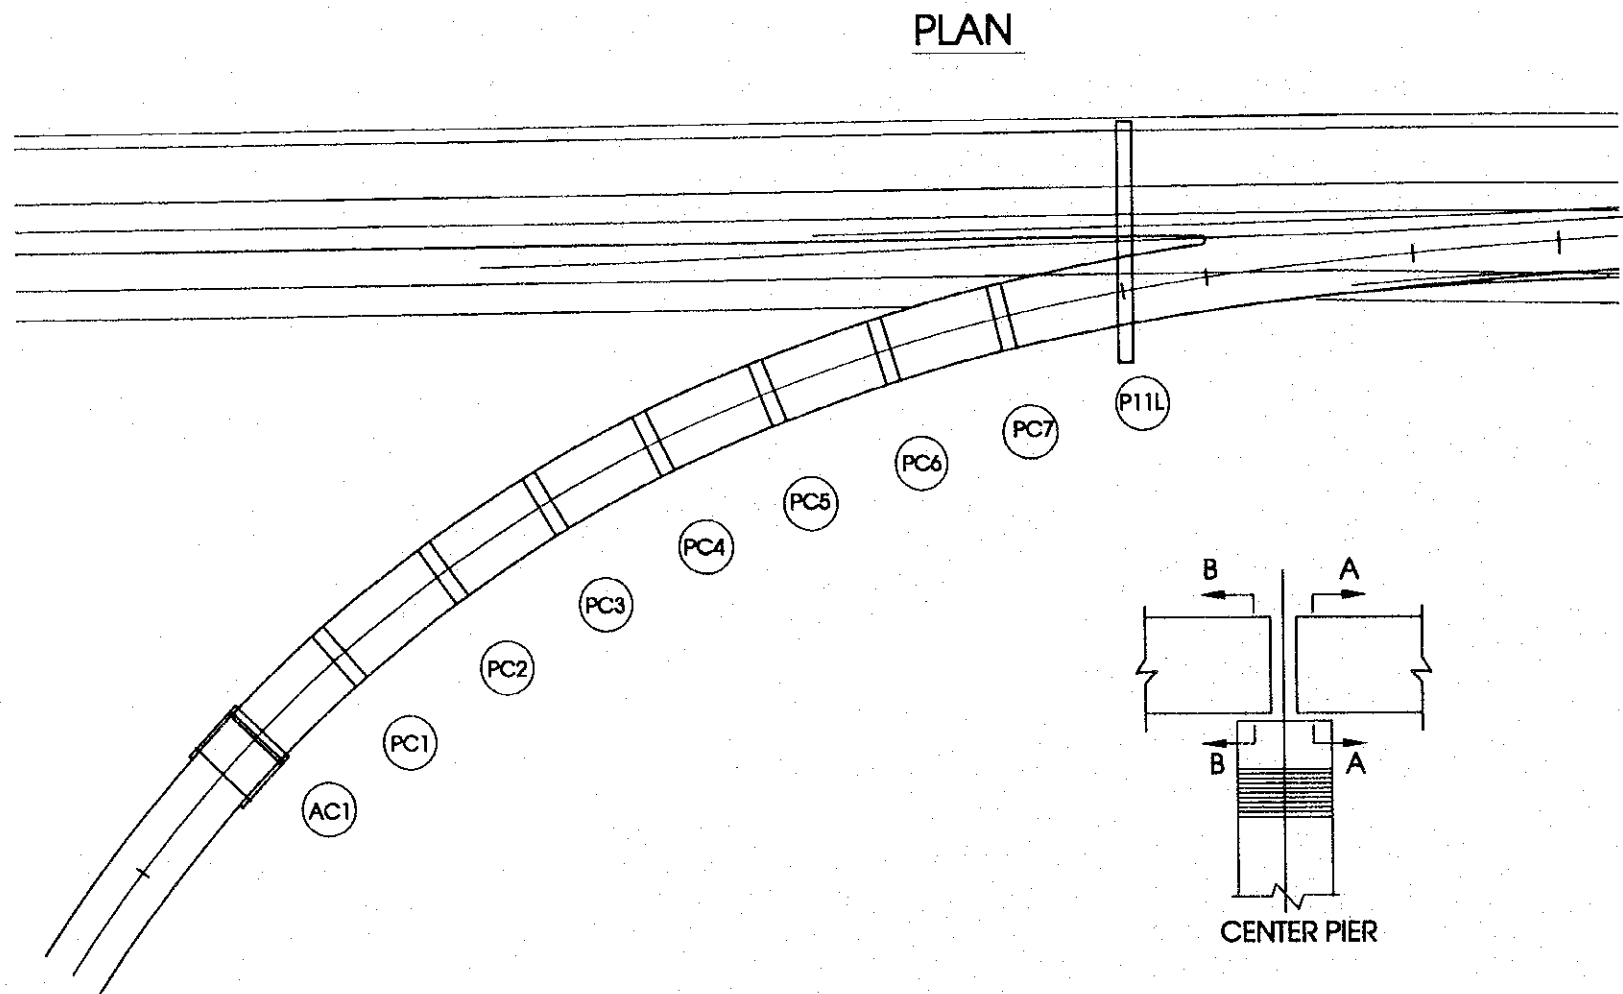 PLAN
P11L
PC7
PC6
PC5
PC4
PC3
PC2
PC1
AC1
B A
B A
CENTER PIER